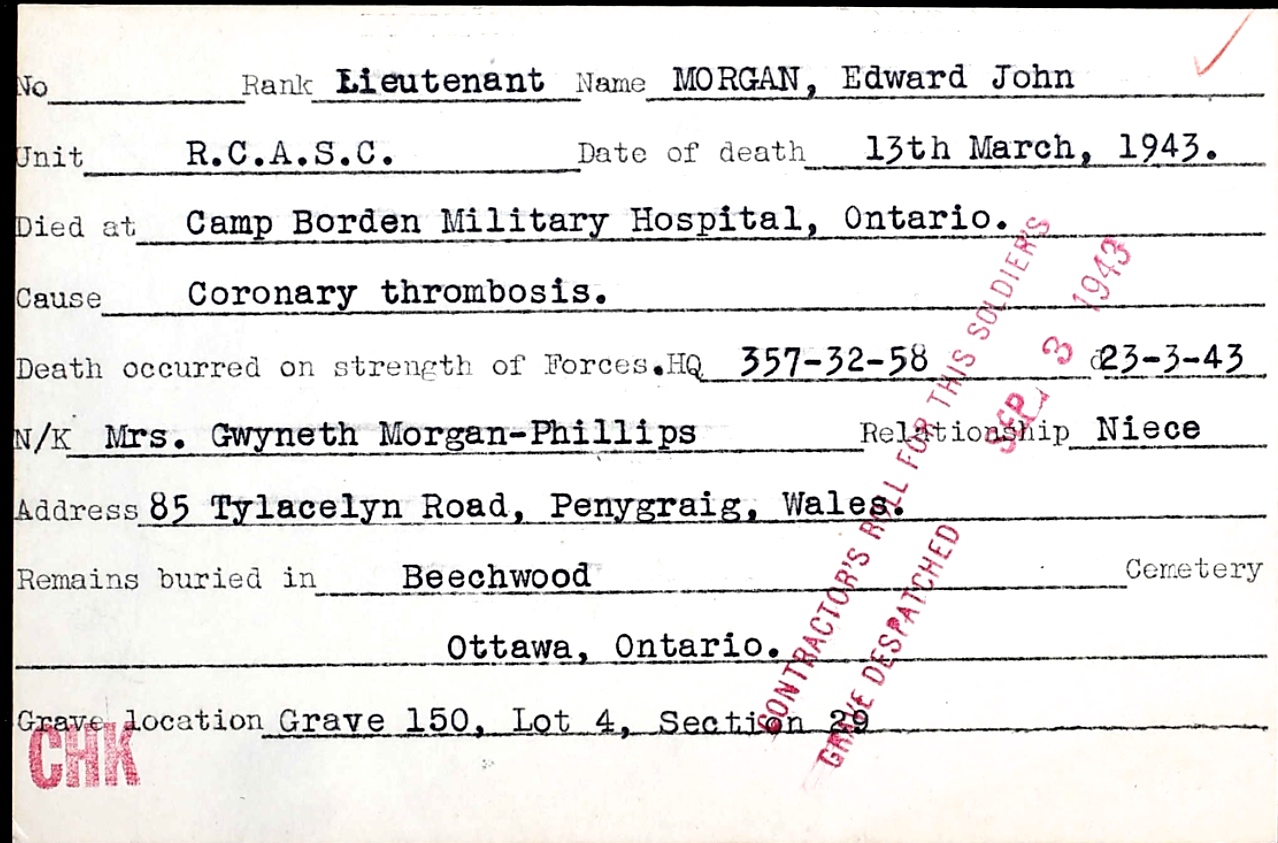 No Rank Lieutenant Name MORGAN, Edward John
Unit R.C.A.S.C. Date of death 13th March, 1943.
Died at Camp Borden Military Hospital, Ontario.
Cause Coronary thrombosis.
Death occurred on strength of Forces.HQ 357-32-58 d23-3-43
N/K Mrs. Gwyneth Morgan-Phillips Relationship Niece
Address 85 Tylacelyn Road, Penygraig, Wales.
Remains buried in Beechwood Cemetery
Ottawa, Ontario.
Grave location Grave 150, Lot 4, Section 29
CHK
CONTRACTOR'S ROLL FOR THIS SOLDIER'S
GRAVE DESPATCHED SEP 3 1943